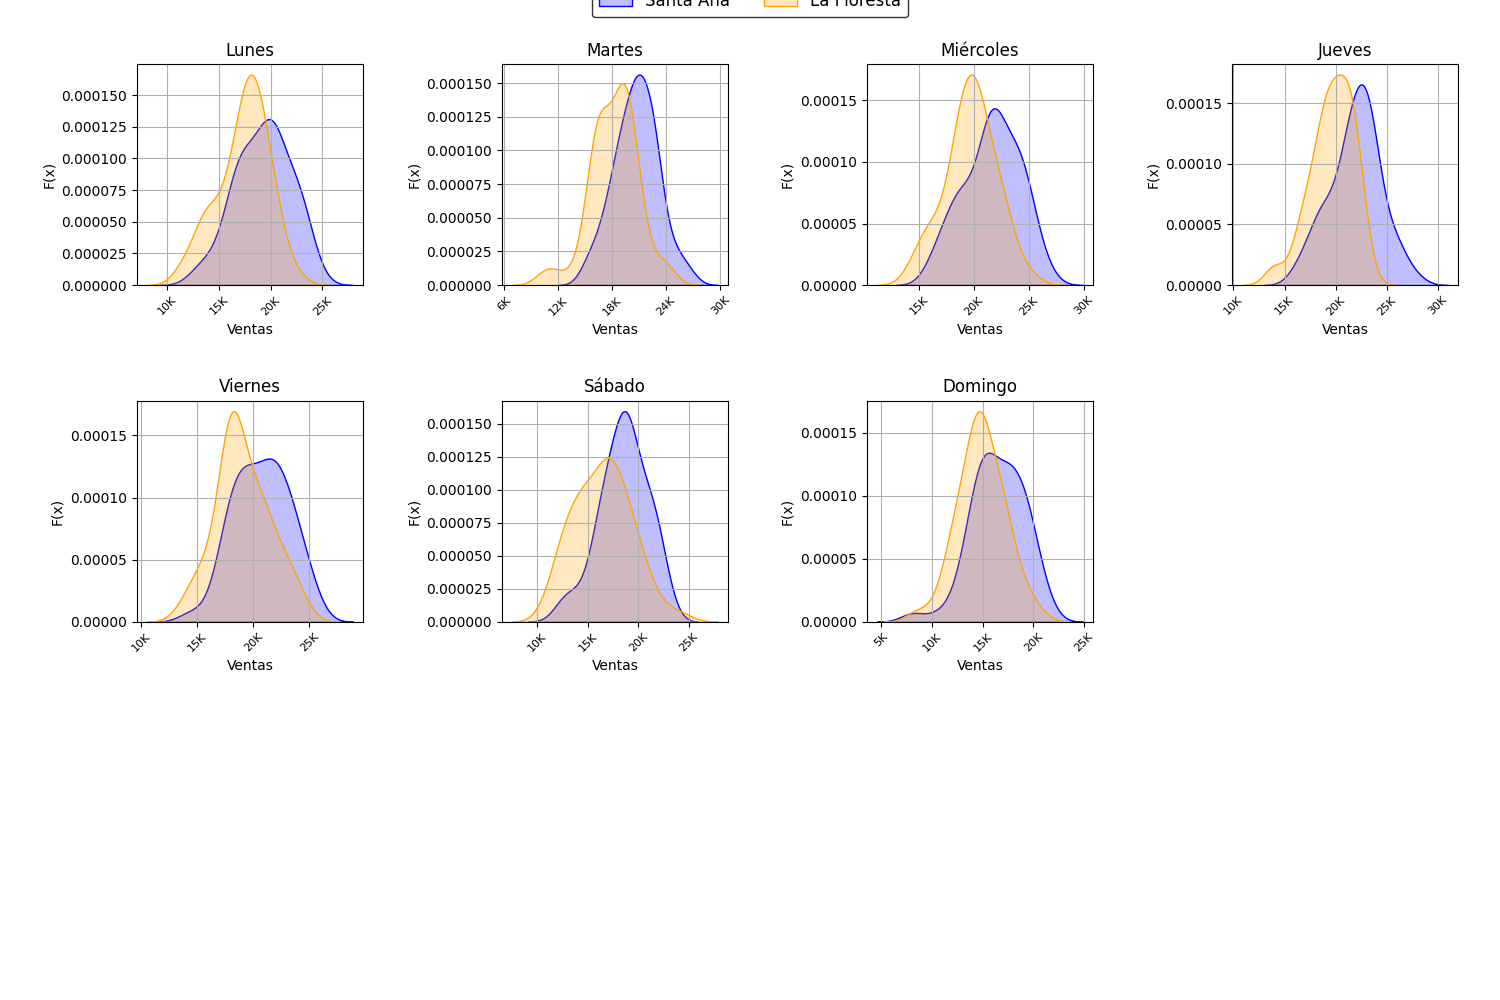 Santa Ana La Floresta
Lunes Martes Miércoles Jueves
F(x)
0.000150
0.000125
0.000100
0.000075
0.000050
0.000025
0.000000
10K 15K 20K 25K
Ventas
F(x)
0.000150
0.000125
0.000100
0.000075
0.000050
0.000025
0.000000
6K 12K 18K 24K 30K
Ventas
F(x)
0.00015
0.00010
0.00005
0.00000
15K 20K 25K 30K
Ventas
F(x)
0.00015
0.00010
0.00005
0.00000
10K 15K 20K 25K 30K
Ventas
Viernes Sábado Domingo
F(x)
0.00015
0.00010
0.00005
0.00000
10K 15K 20K 25K
Ventas
F(x)
0.000150
0.000125
0.000100
0.000075
0.000050
0.000025
0.000000
10K 15K 20K 25K
Ventas
F(x)
0.00015
0.00010
0.00005
0.00000
5K 10K 15K 20K 25K
Ventas